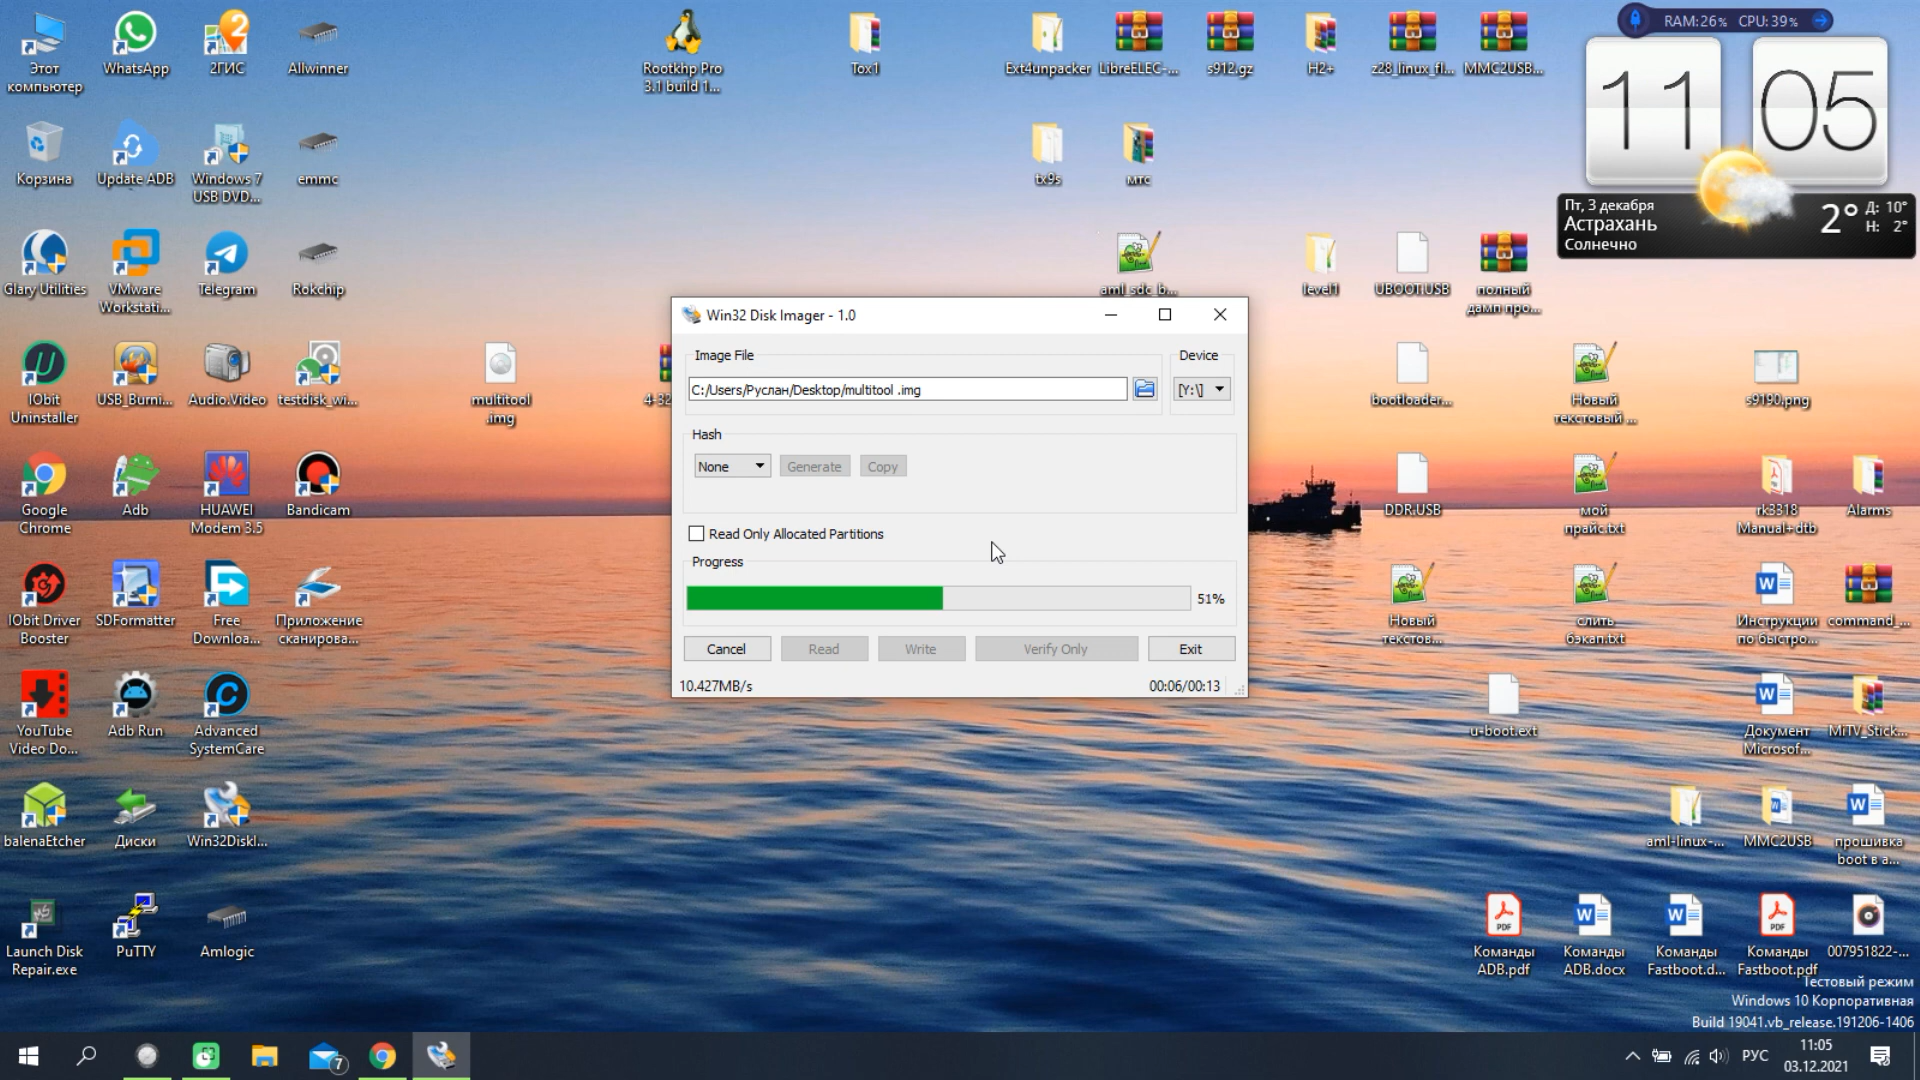 Этот
компьютер
WhatsApp
2ГИС
Allwinner
Rootkhp Pro
3.1 build 1...
Tox1
Ext4unpacker
LibreELEC-...
s912.gz
H2+
z28_linux_fl...
MMC2USB...
RAM:26% CPU:39%
11
05
Пт, 3 декабря
Астрахань
Солнечно
2°
Д: 10°
Н: 2°
Корзина
Update ADB
Windows 7
USB DVD...
emmc
tx9s
мтс
Glary Utilities
VMware
Workstati...
Telegram
Rokchip
aml_sdc_b...
level1
UBOOT.USB
полный
дамп про...
IObit
Uninstaller
USB_Burni...
Audio.Video
testdisk_wi...
multitool
.img
4-32
bootloader...
Новый
текстовый ...
s9190.png
Win32 Disk Imager - 1.0
Image File
Device
C:/Users/Руслан/Desktop/multitool .img
[Y:\]
Hash
None
Generate
Copy
Read Only Allocated Partitions
Progress
51%
Cancel
Read
Write
Verify Only
Exit
10.427MB/s
00:06/00:13
Google
Chrome
Adb
HUAWEI
Modem 3.5
Bandicam
DDR.USB
мой
прайс.txt
rk3318
Manual+dtb
Alarms
IObit Driver
Booster
SDFormatter
Free
Downloa...
Приложение
сканирова...
Новый
текстов...
слить
бэкап.txt
Инструкции
по быстро...
command_...
YouTube
Video Do...
Adb Run
Advanced
SystemCare
u-boot.ext
Документ
Microsof...
MiTV_Stick...
balenaEtcher
Диски
Win32DiskI...
aml-linux-...
MMC2USB
прошивка
boot в а...
Launch Disk
Repair.exe
PuTTY
Amlogic
PDF
Команды
ADB.pdf
Команды
ADB.docx
Команды
Fastboot.d...
PDF
Команды
Fastboot.pdf
007951822-...
Тестовый режим
Windows 10 Корпоративная
Build 19041.vb_release.191206-1406
7
РУС
11:05
03.12.2021